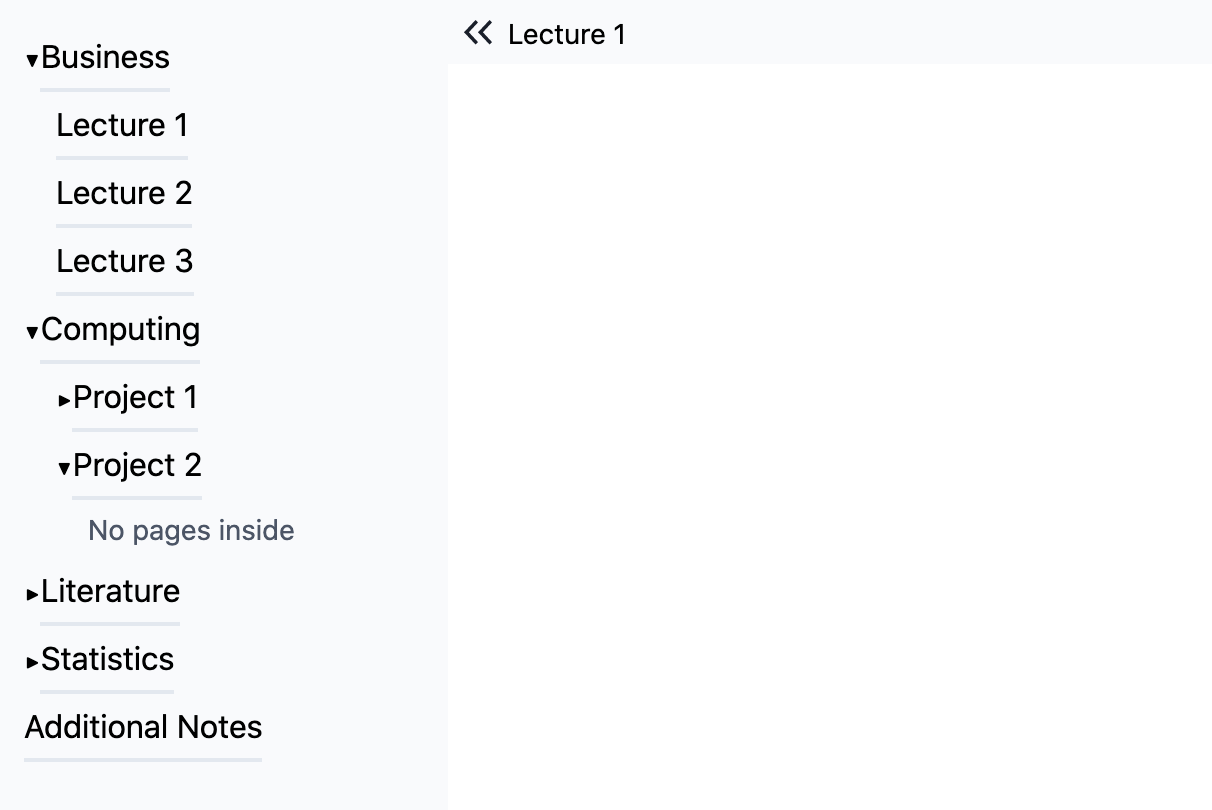 Business
Lecture 1
Lecture 2
Lecture 3
Computing
Project 1
Project 2
No pages inside
Literature
Statistics
Additional Notes
Lecture 1